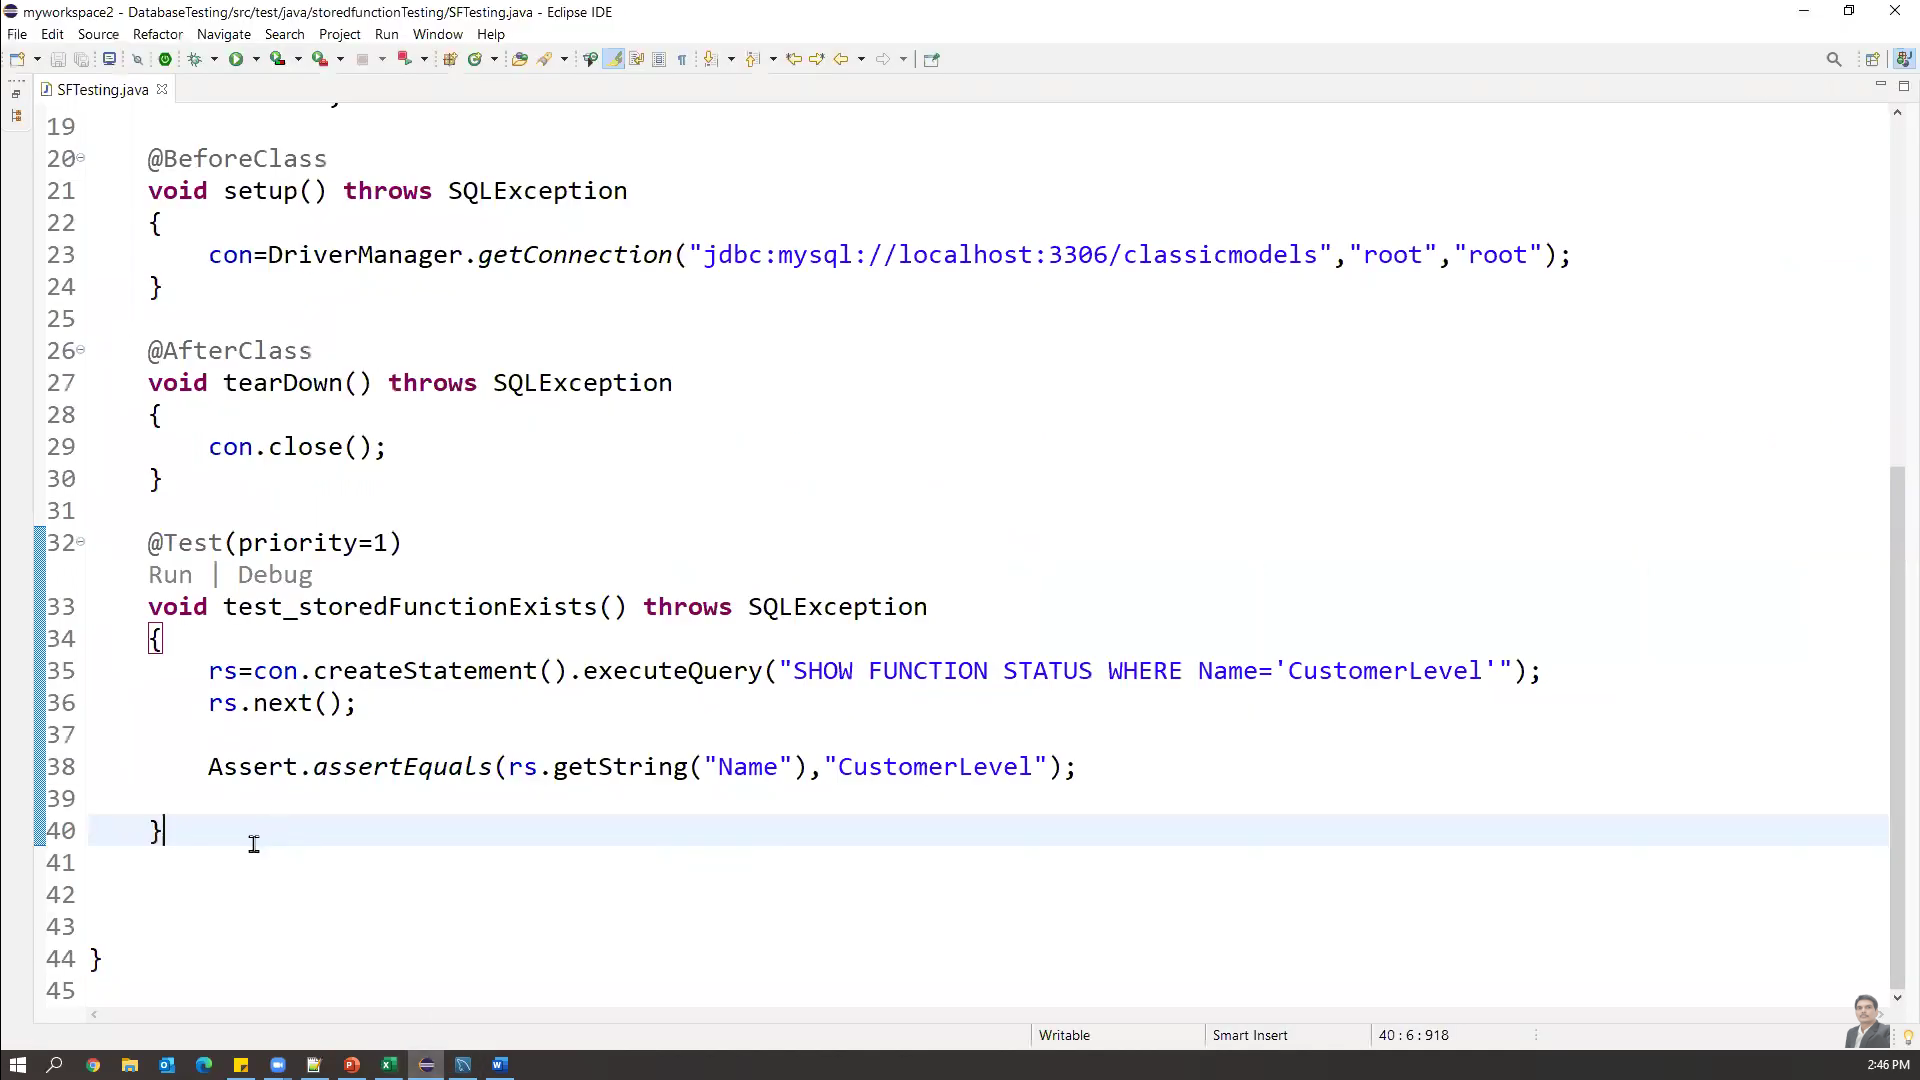 myworkspace2 - DatabaseTesting/src/test/java/storedfunctionTesting/SFTesting.java - Eclipse IDE
File Edit Source Refactor Navigate Search Project Run Window Help
SFTesting.java
19
20 @BeforeClass
21 void setup() throws SQLException
22 {
23 con=DriverManager.getConnection("jdbc:mysql://localhost:3306/classicmodels","root","root");
24 }
25
26 @AfterClass
27 void tearDown() throws SQLException
28 {
29 con.close();
30 }
31
32 @Test(priority=1)
Run | Debug
33 void test_storedFunctionExists() throws SQLException
34 {
35 rs=con.createStatement().executeQuery("SHOW FUNCTION STATUS WHERE Name='CustomerLevel'");
36 rs.next();
37
38 Assert.assertEquals(rs.getString("Name"),"CustomerLevel");
39
40 }
41
42
43
44 }
45
Writable Smart Insert 40 : 6 : 918
2:46 PM